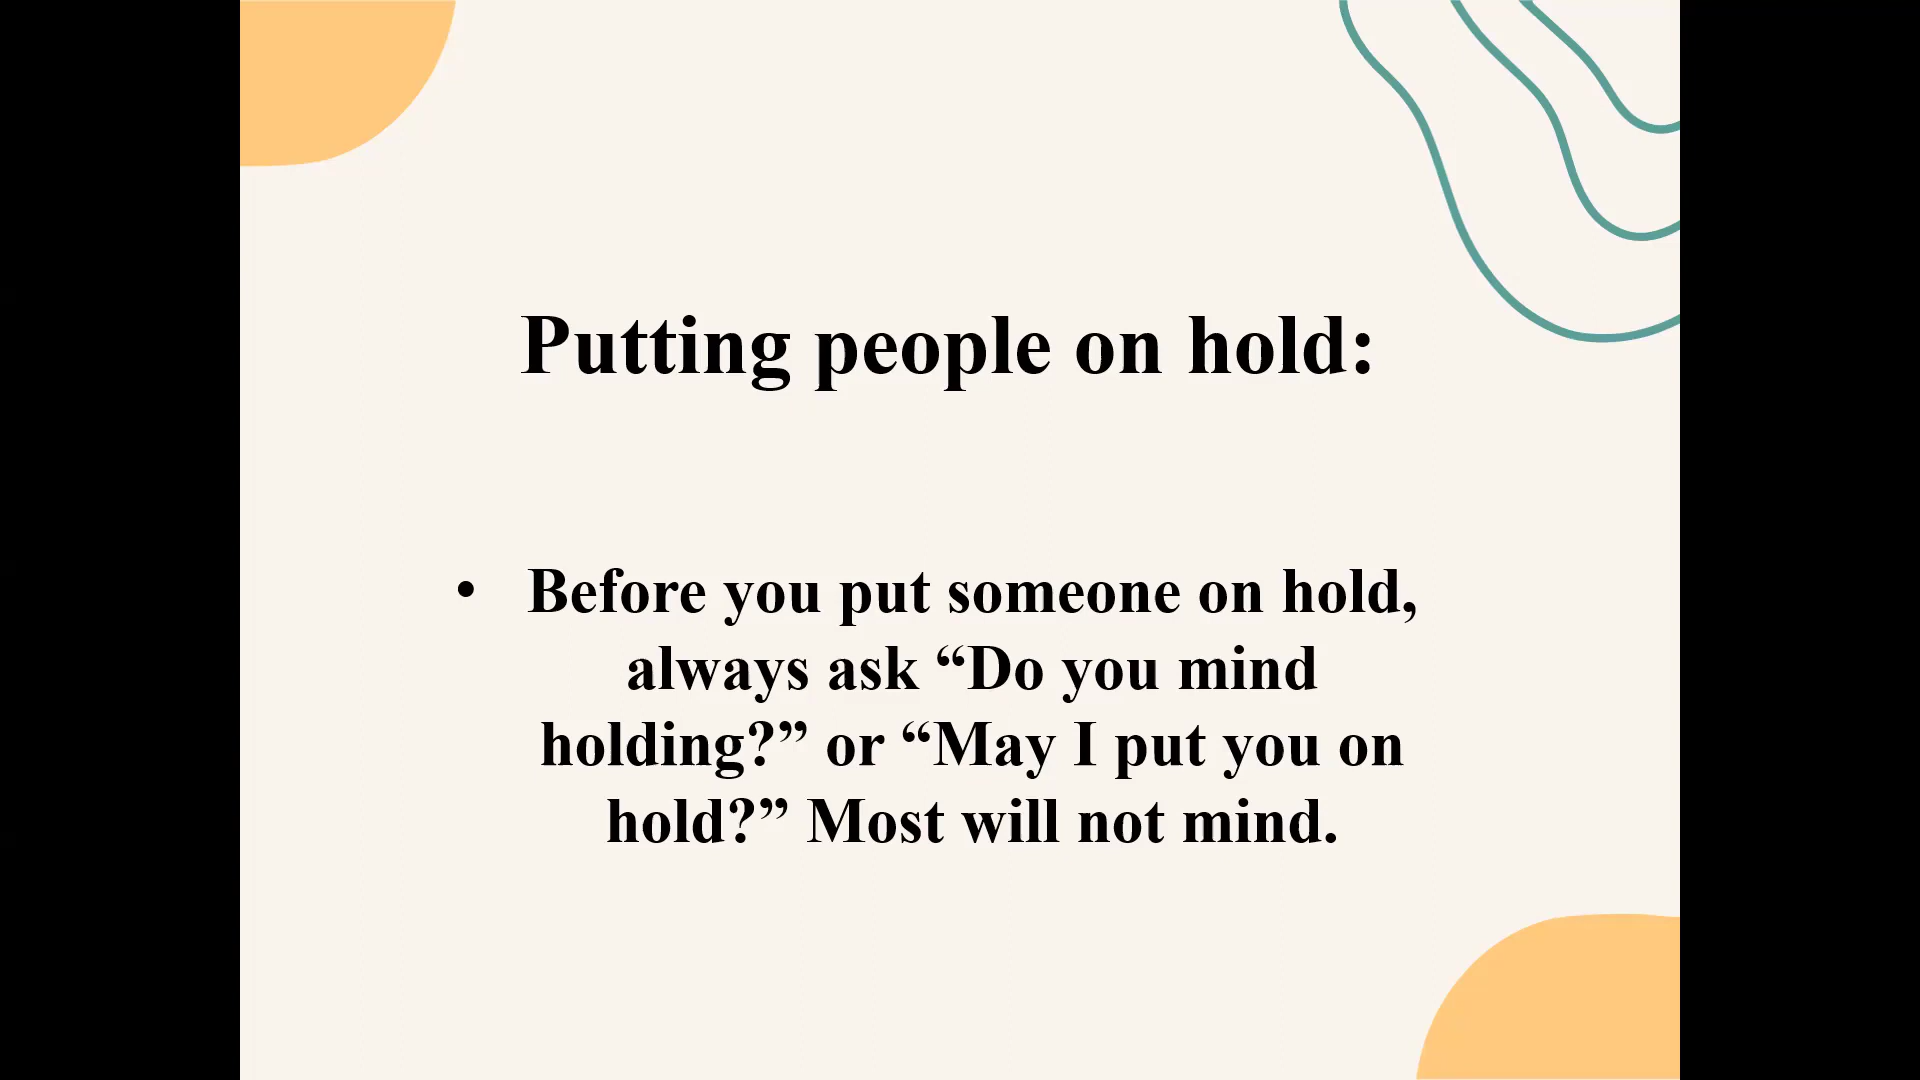 Putting people on hold:
• Before you put someone on hold,
always ask “Do you mind
holding?” or “May I put you on
hold?” Most will not mind.